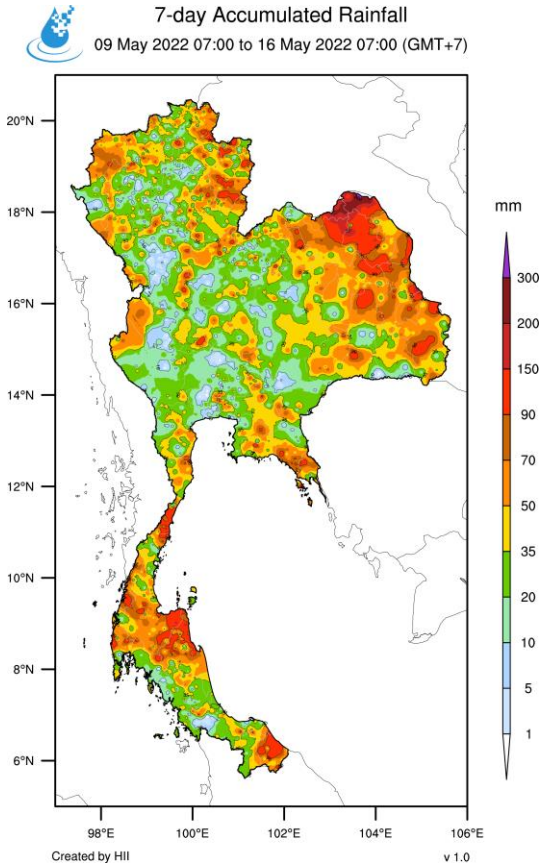 7-day Accumulated Rainfall
09 May 2022 07:00 to 16 May 2022 07:00 (GMT+7)
mm
20°N
18°N
16°N
14°N
12°N
10°N
8°N
6°N
300
200
150
90
70
50
35
20
10
5
1
98°E 100°E 102°E 104°E 106°E
Created by HII v 1.0